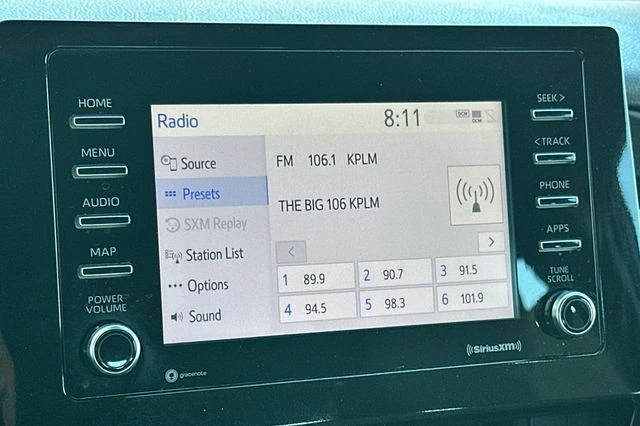 HOME
MENU
AUDIO
MAP
POWER
VOLUME
Radio
8:11
DCM
DCM
Source
Presets
SXM Replay
Station List
Options
Sound
FM 106.1 KPLM
THE BIG 106 KPLM
<
>
1 89.9
2 90.7
3 91.5
4 94.5
5 98.3
6 101.9
SEEK >
< TRACK
PHONE
APPS
TUNE
SCROLL
gracenote
SiriusXM